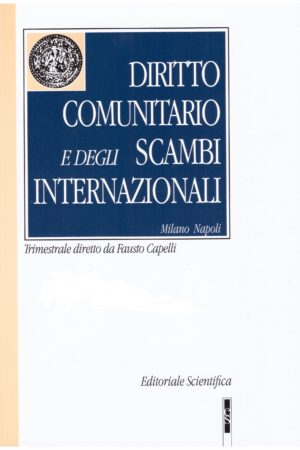 DIRITTO
COMUNITARIO
E DEGLI SCAMBI
INTERNAZIONALI
Milano Napoli
Trimestrale diretto da Fausto Capelli
Editoriale Scientifica